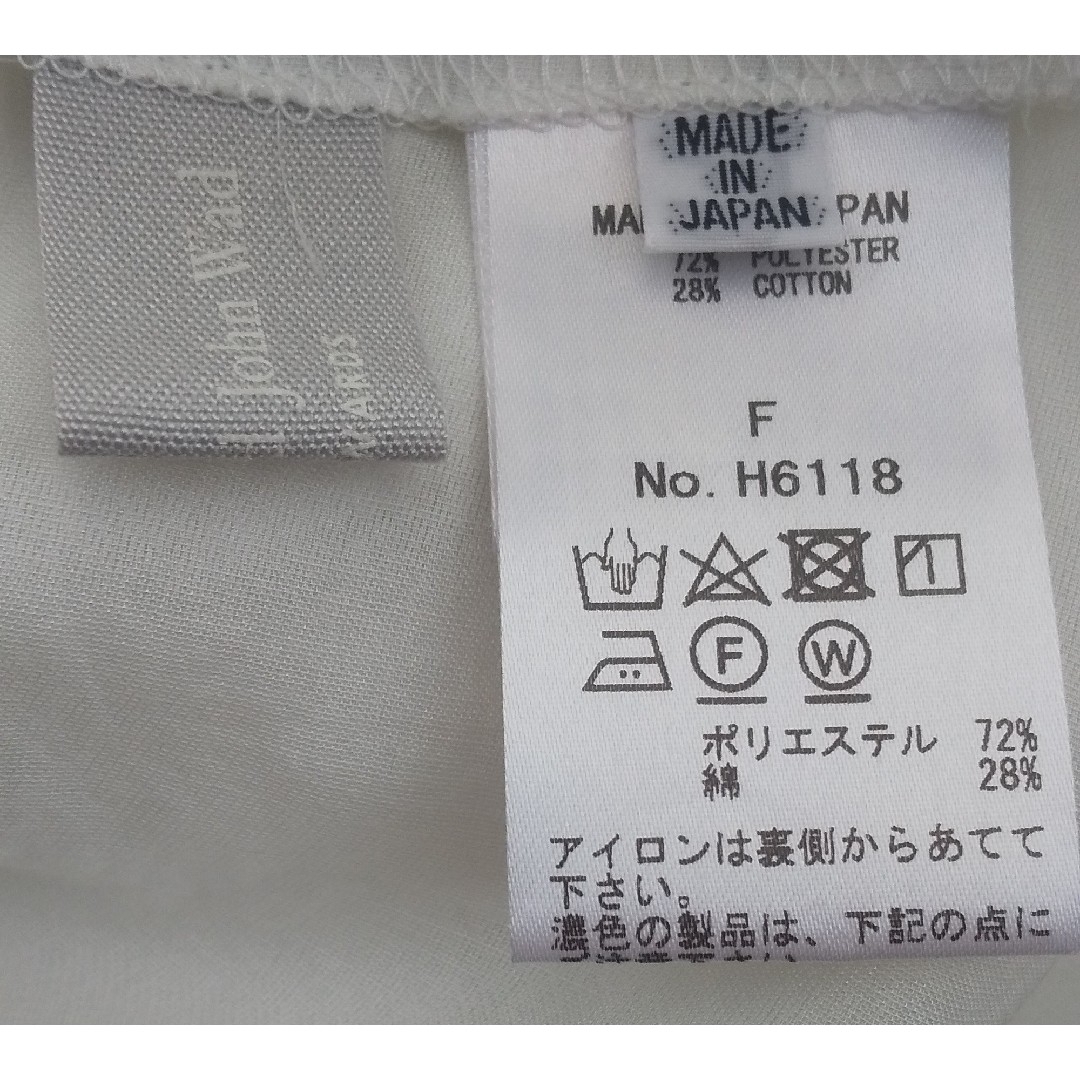 John Wad
ARDS
MADE
IN
JAPAN
MA PAN
72% POLYESTER
28% COTTON
F
No. H6118
F W
ポリエステル 72%
綿 28%
アイロンは裏側からあてて
下さい。
濃色の製品は、下記の点に